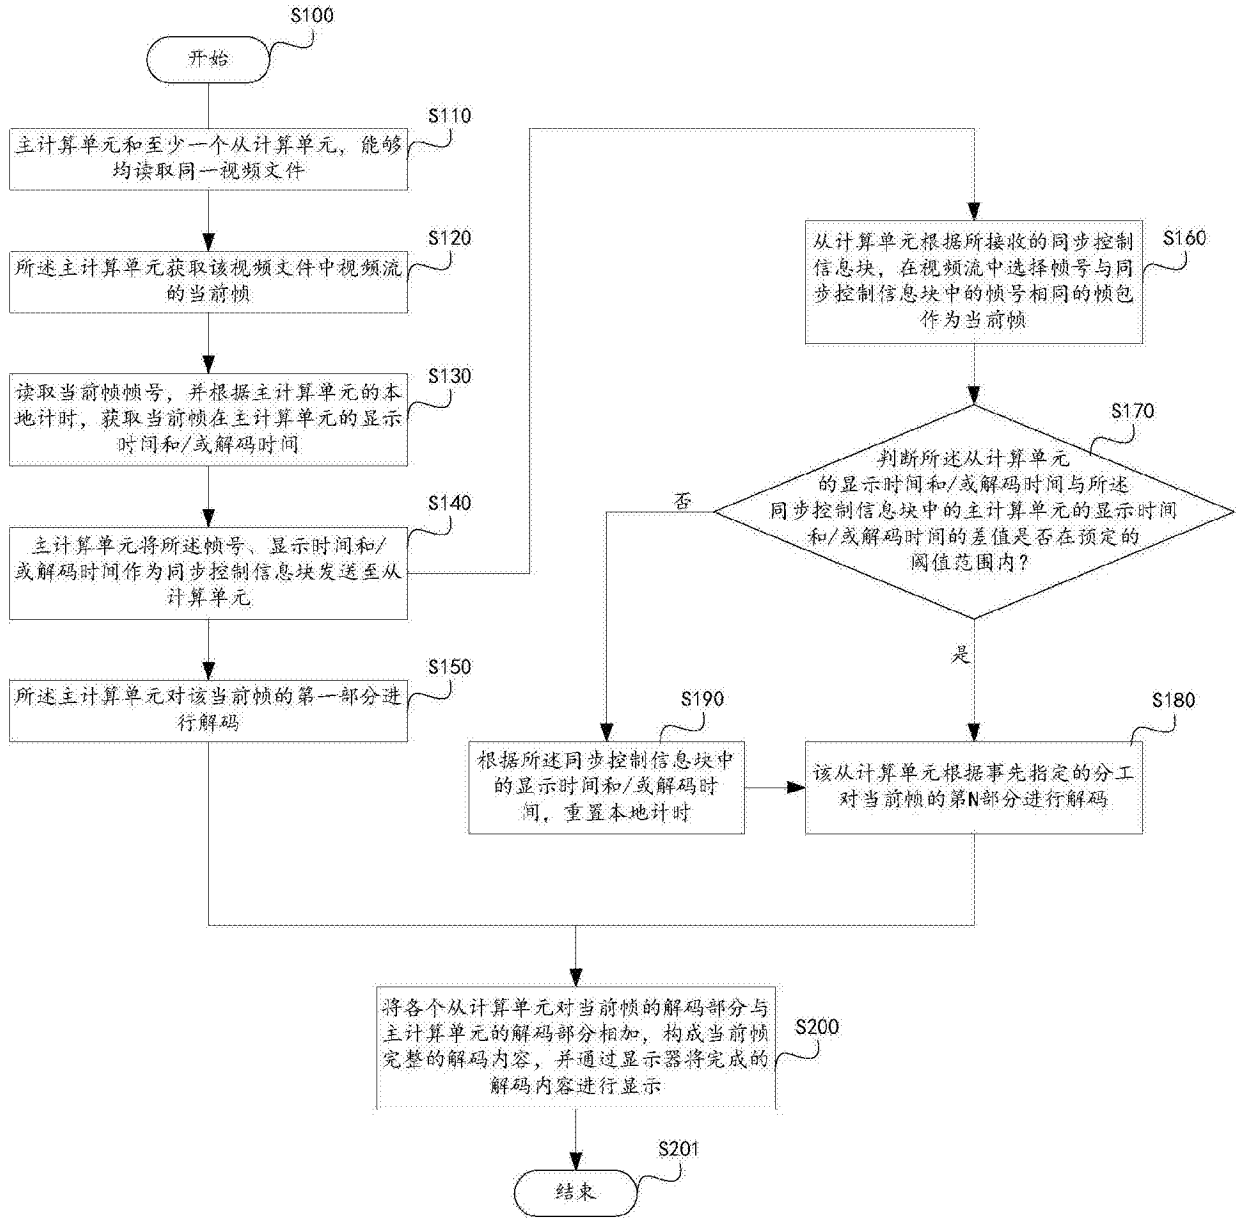 S100
开始
S110
主计算单元和至少一个从计算单元，能够
均读取同一视频文件
S120
所述主计算单元获取该视频文件中视频流
的当前帧
S130
读取当前帧帧号，并根据主计算单元的本
地计时，获取当前帧在主计算单元的显示
时间和/或解码时间
S140
主计算单元将所述帧号、显示时间和/
或解码时间作为同步控制信息块发送至从
计算单元
S150
所述主计算单元对该当前帧的第一部分进
行解码
S160
从计算单元根据所接收的同步控制
信息块，在视频流中选择帧号与同
步控制信息块中的帧号相同的帧包
作为当前帧
S170
判断所述从计算单元
的显示时间和/或解码时间与所述
同步控制信息块中的主计算单元的显示时间
和/或解码时间的差值是否在预定的
阈值范围内？
否
是
S190
根据所述同步控制信息块中
的显示时间和/或解码时
间，重置本地计时
S180
该从计算单元根据事先指定的分工
对当前帧的第N部分进行解码
S200
将各个从计算单元对当前帧的解码部分与
主计算单元的解码部分相加，构成当前帧
完整的解码内容，并通过显示器将完成的
解码内容进行显示
S201
结束